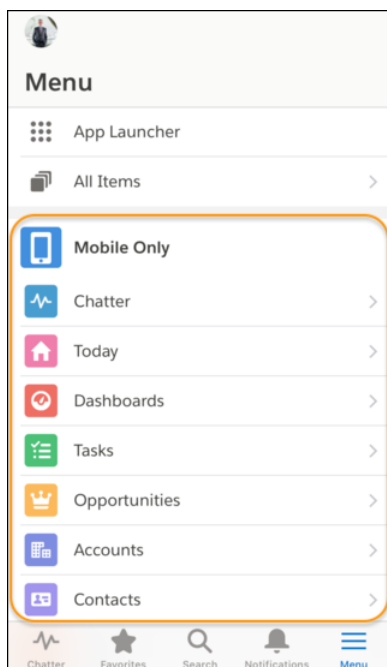 Menu
App Launcher
All Items
Mobile Only
Chatter
Today
Dashboards
Tasks
Opportunities
Accounts
Contacts
Chatter Favorites Search Notifications Menu